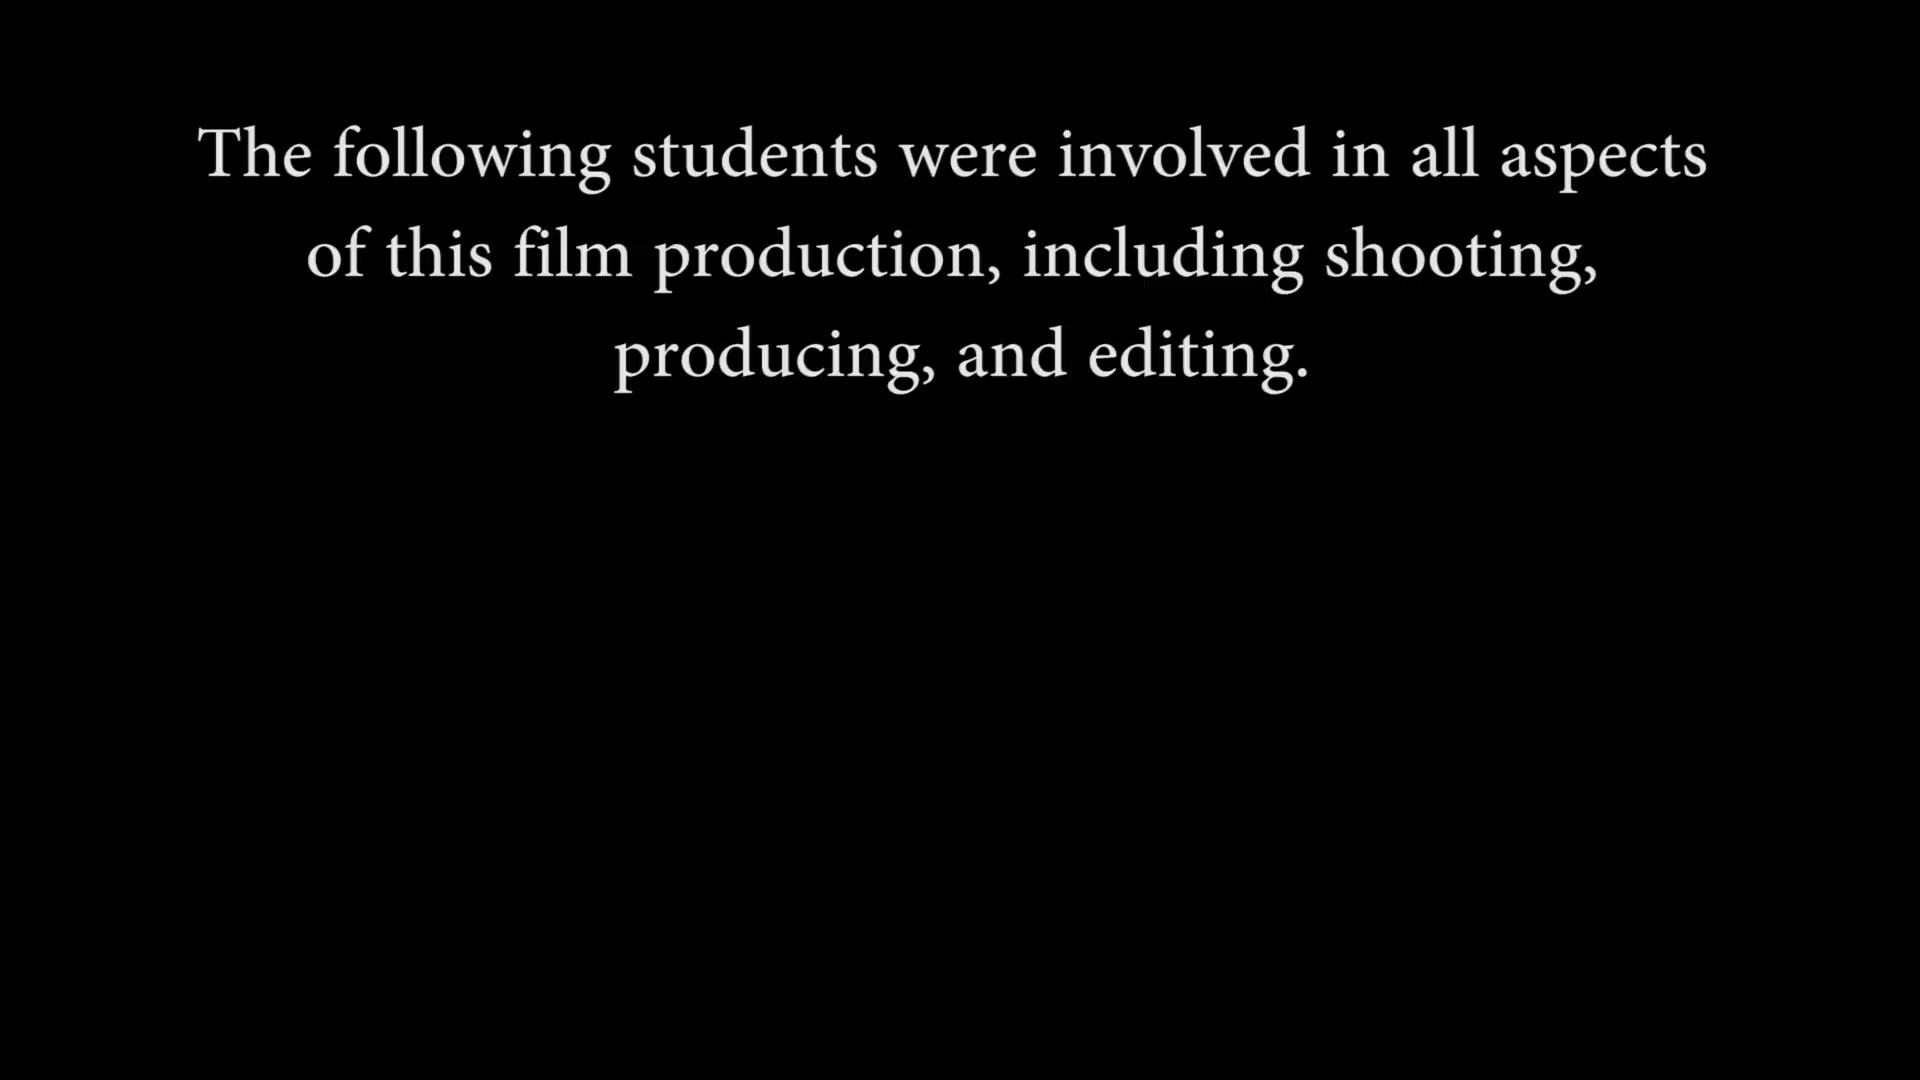 The following students were involved in all aspects
of this film production, including shooting,
producing, and editing.